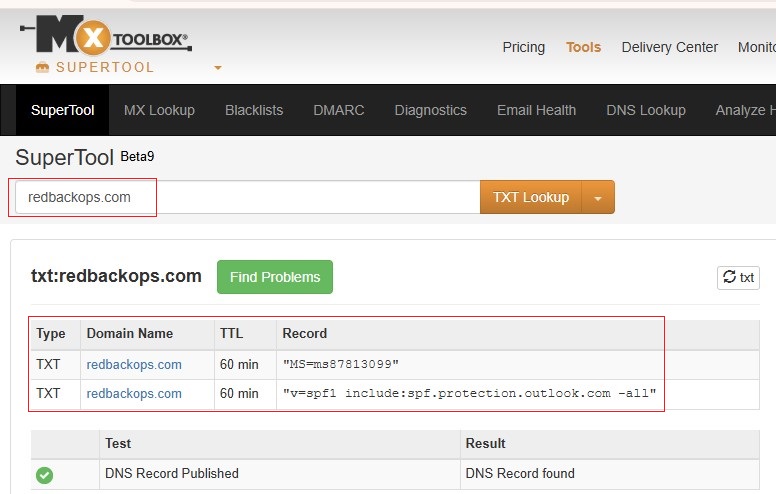 MX TOOLBOX®
SUPERTOOL
Pricing Tools Delivery Center Monito
SuperTool MX Lookup Blacklists DMARC Diagnostics Email Health DNS Lookup Analyze H
SuperTool Beta9
redbackops.com TXT Lookup
txt:redbackops.com Find Problems txt
Type Domain Name TTL Record
TXT redbackops.com 60 min "MS=ms87813099"
TXT redbackops.com 60 min "v=spf1 include:spf.protection.outlook.com -all"
Test Result
DNS Record Published DNS Record found